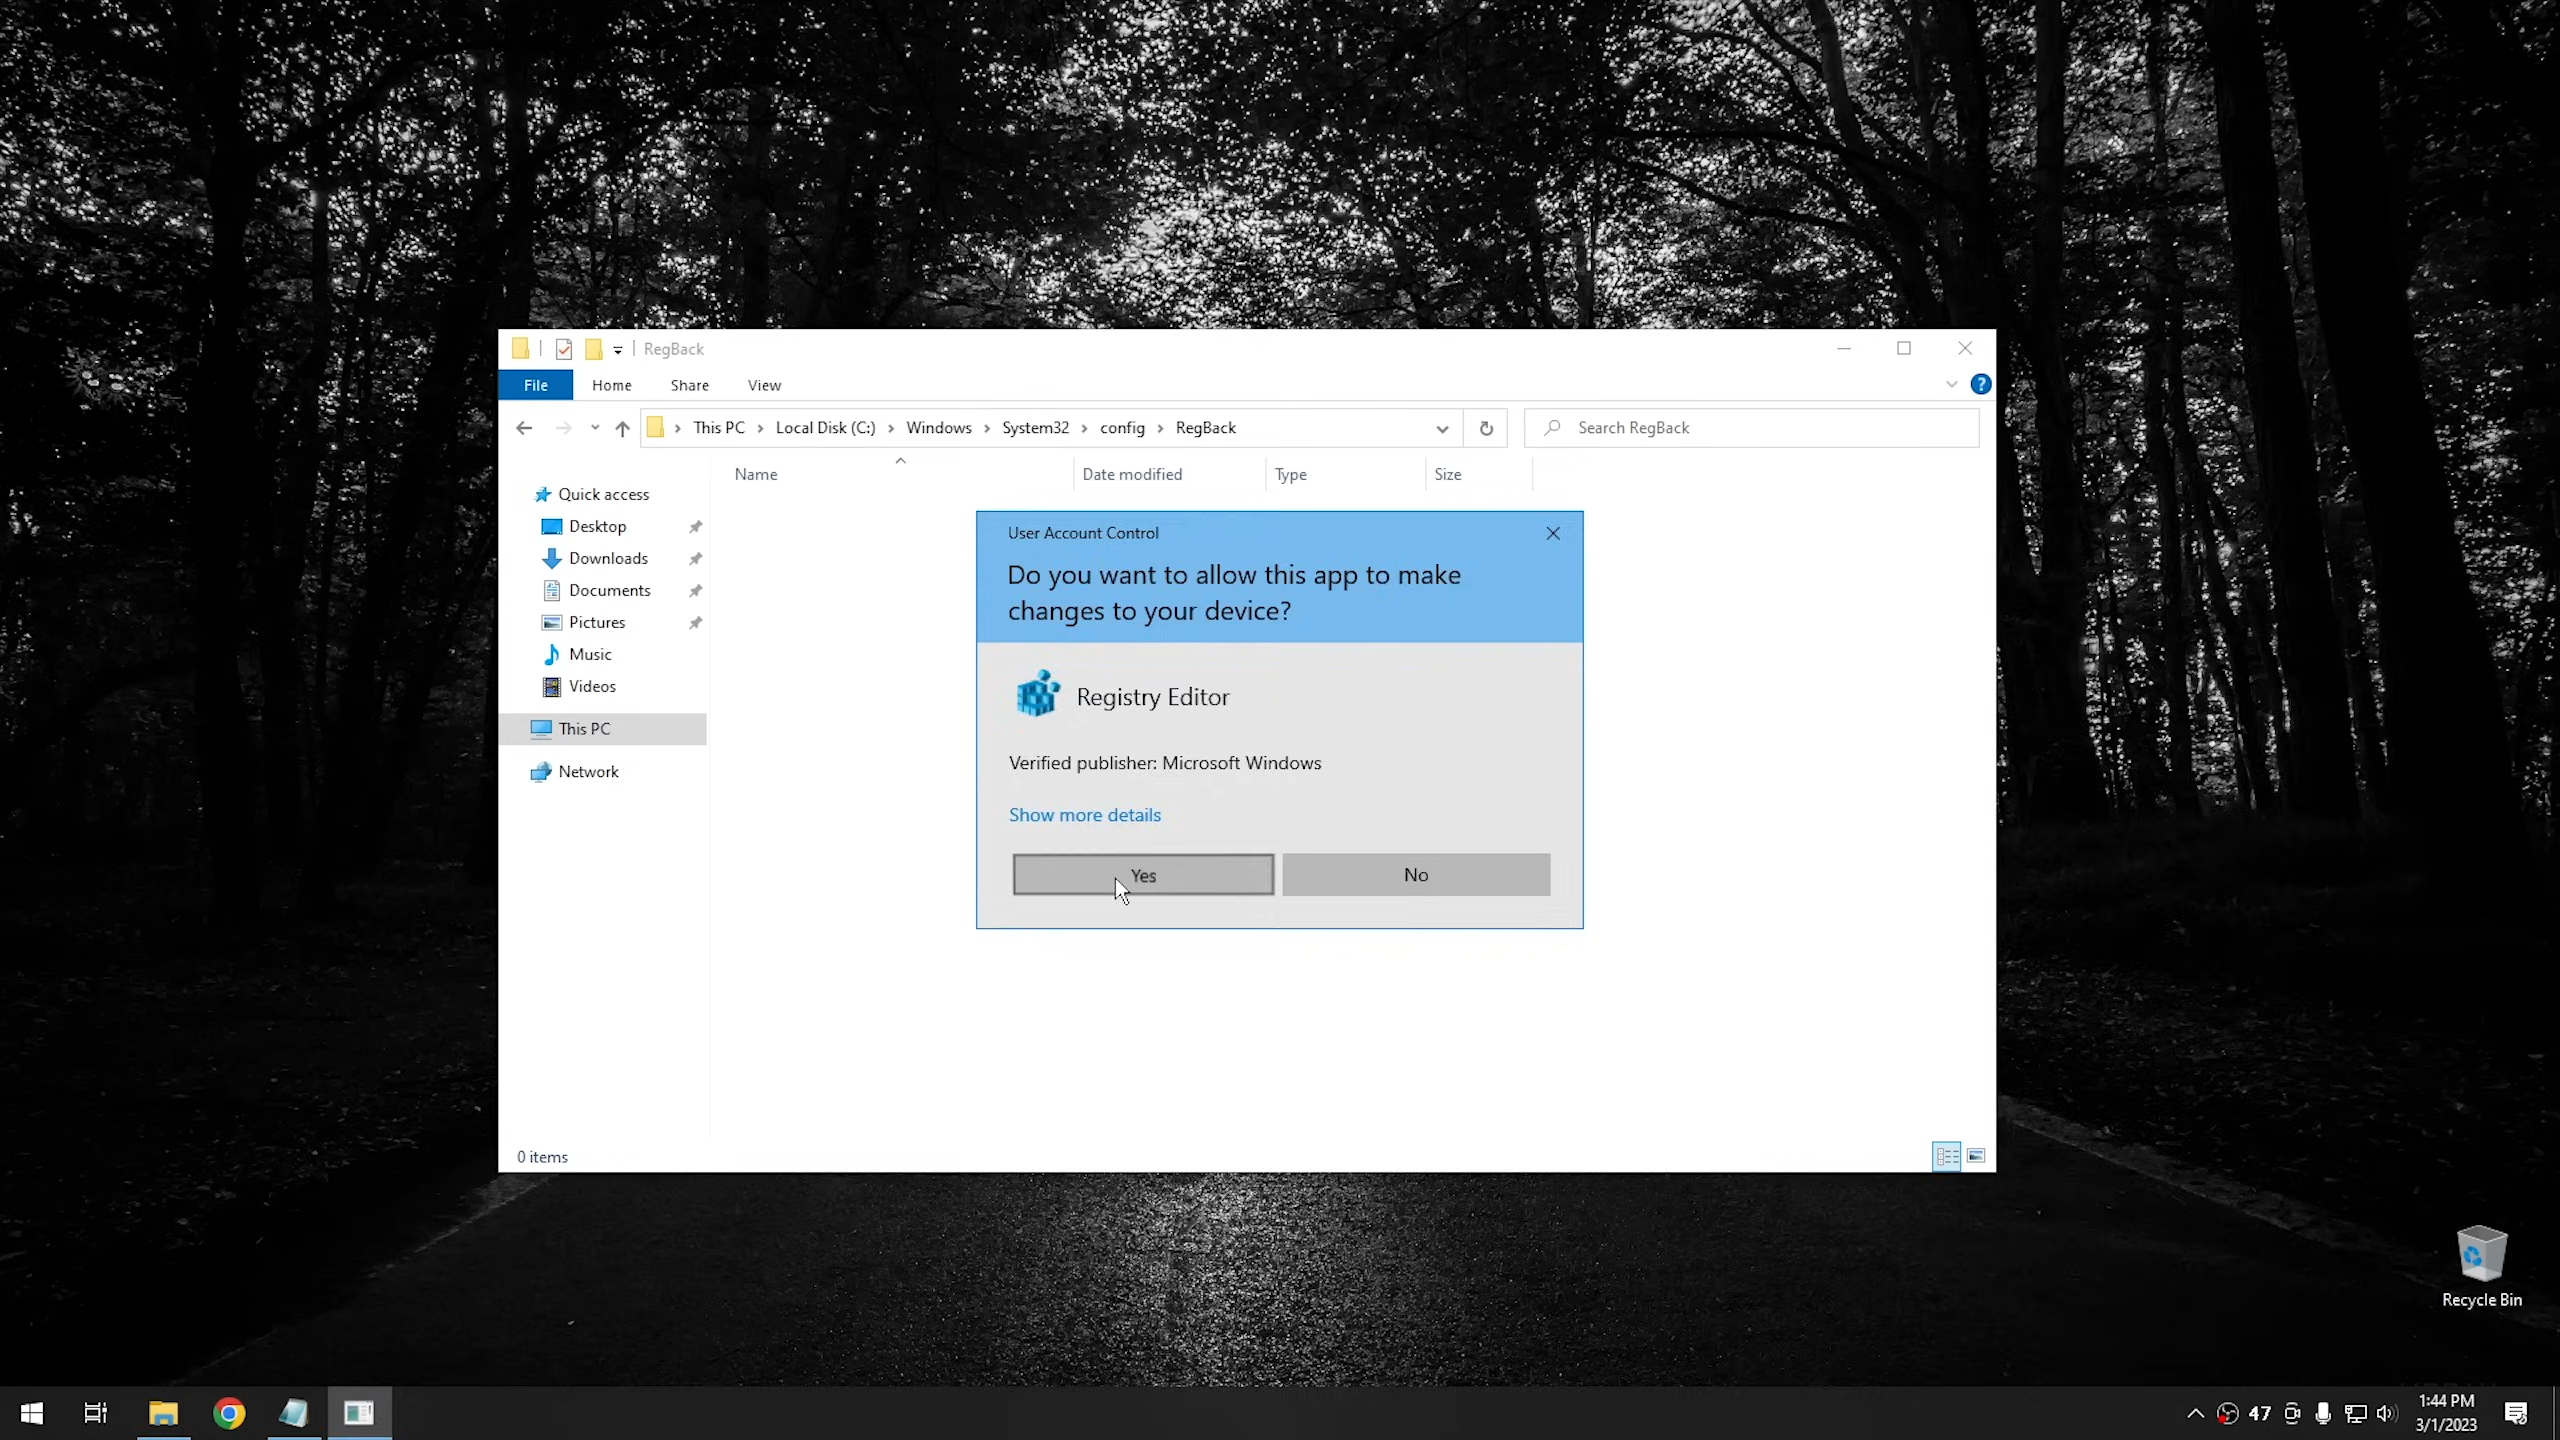 RegBack
File Home Share View
This PC Local Disk (C:) Windows System32 config RegBack
Search RegBack
Name Date modified Type Size
Quick access
Desktop
Downloads
Documents
Pictures
Music
Videos
This PC
Network
User Account Control
Do you want to allow this app to make
changes to your device?
Registry Editor
Verified publisher: Microsoft Windows
Show more details
Yes No
0 items
Recycle Bin
47
1:44 PM
3/1/2023